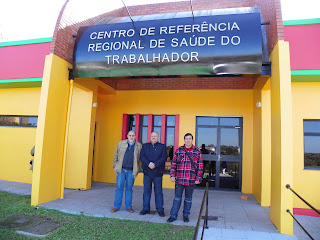 CENTRO DE REFERÊNCIA
REGIONAL DE SAÚDE DO
TRABALHADOR